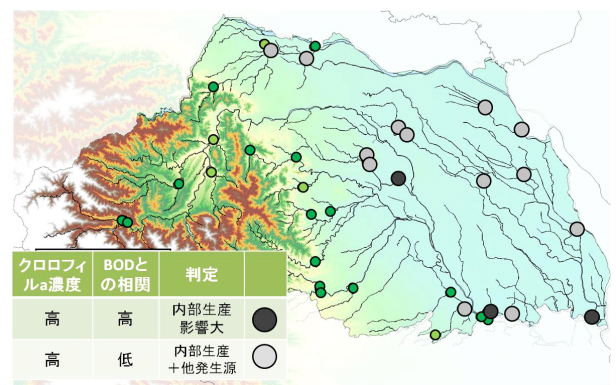 クロロフィ
ルa濃度
BODと
の相関
判定
高
高
内部生産
影響大
高
低
内部生産
＋他発生源